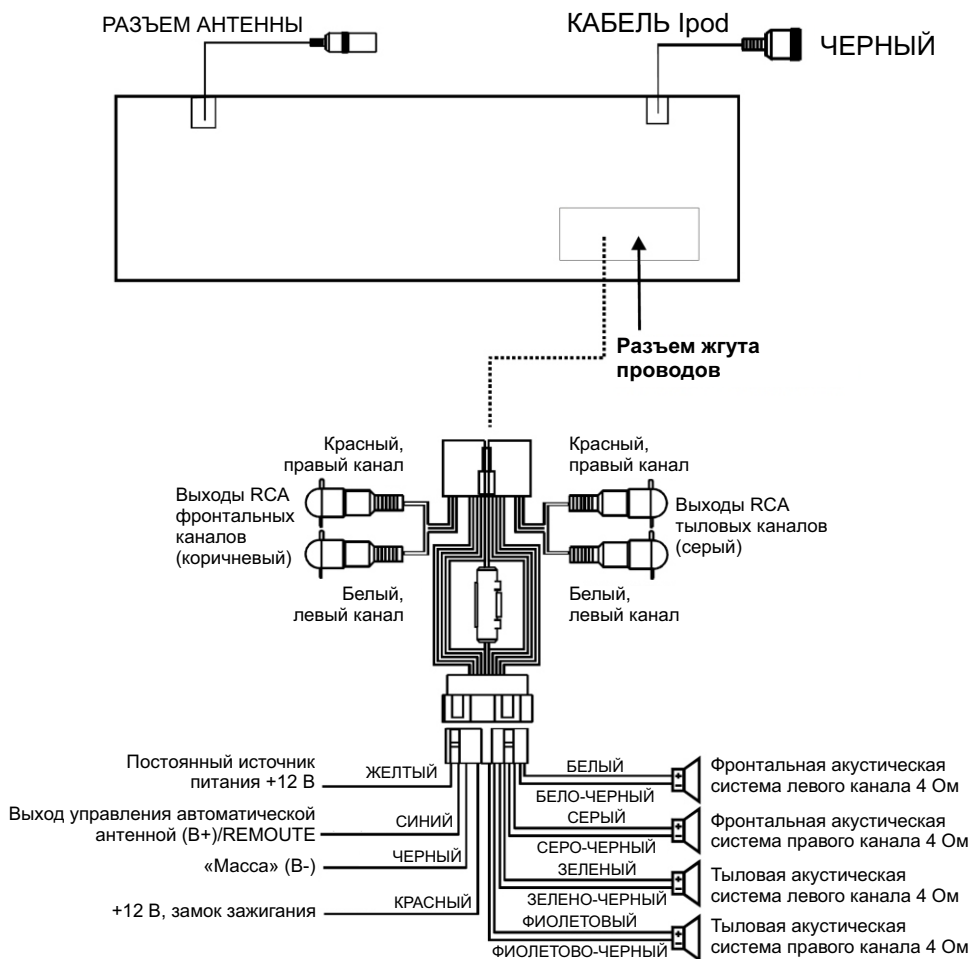 РАЗЪЕМ АНТЕННЫ
КАБЕЛЬ Ipod
ЧЕРНЫЙ
Разъем жгута
проводов
Красный,
правый канал
Красный,
правый канал
Выходы RCA
фронтальных
каналов
(коричневый)
Выходы RCA
тыловых каналов
(серый)
Белый,
левый канал
Белый,
левый канал
Постоянный источник
питания +12 В
ЖЕЛТЫЙ
Выход управления автоматической
антенной (B+)/REMOUTE
СИНИЙ
«Масса» (B-)
ЧЕРНЫЙ
+12 В, замок зажигания
КРАСНЫЙ
БЕЛЫЙ
БЕЛО-ЧЕРНЫЙ
Фронтальная акустическая
система левого канала 4 Ом
СЕРЫЙ
СЕРО-ЧЕРНЫЙ
Фронтальная акустическая
система правого канала 4 Ом
ЗЕЛЕНЫЙ
ЗЕЛЕНО-ЧЕРНЫЙ
Тыловая акустическая
система левого канала 4 Ом
ФИОЛЕТОВЫЙ
ФИОЛЕТОВО-ЧЕРНЫЙ
Тыловая акустическая
система правого канала 4 Ом